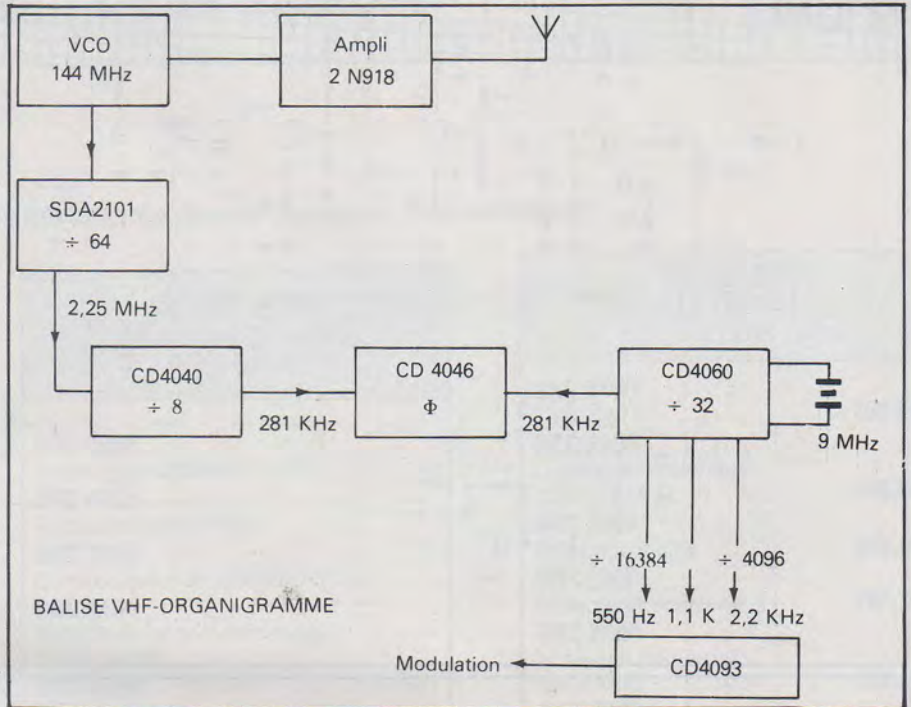 VCO
144 MHz
Ampli
2 N918
SDA2101
÷ 64
2,25 MHz
CD4040
÷ 8
281 KHz
CD 4046
Φ
281 KHz
CD4060
÷ 32
9 MHz
÷ 16384
÷ 4096
550 Hz 1,1 K 2,2 KHz
BALISE VHF-ORGANIGRAMME
Modulation
CD4093